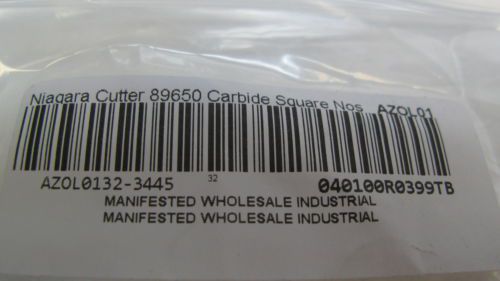 Niagara Cutter 89650 Carbide Square Nos AZOL01
AZOL0132-3445 32 040100R0399TB
MANIFESTED WHOLESALE INDUSTRIAL
MANIFESTED WHOLESALE INDUSTRIAL